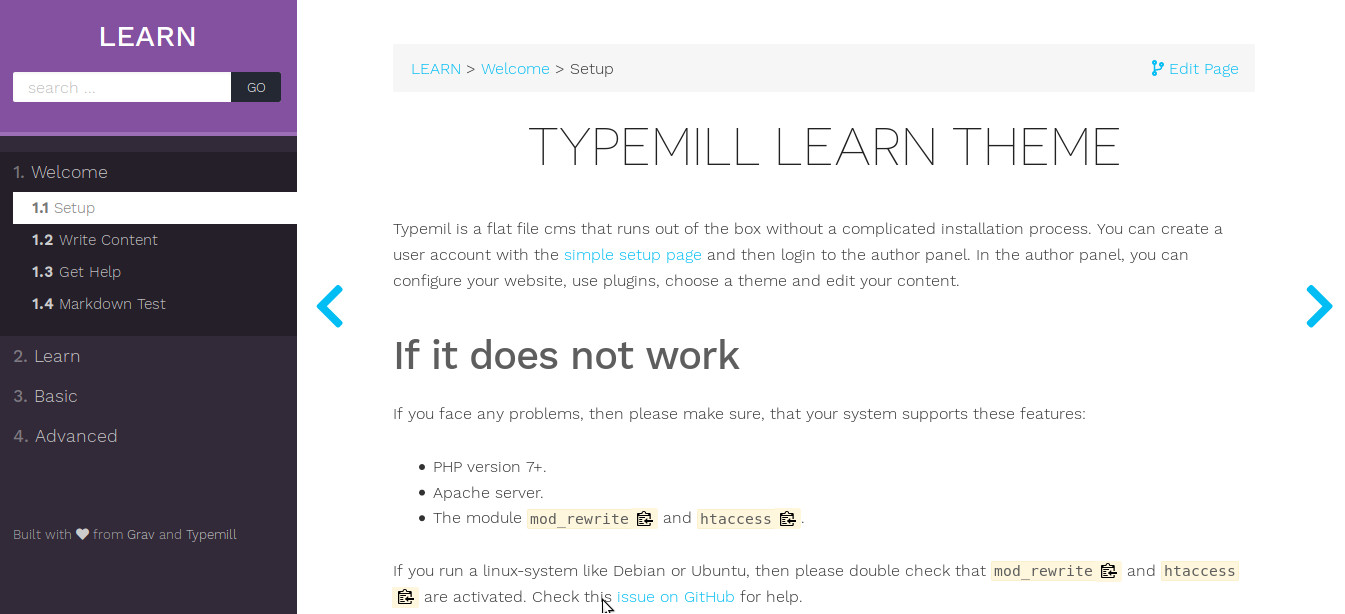 LEARN
search ...
GO
1. Welcome
1.1 Setup
1.2 Write Content
1.3 Get Help
1.4 Markdown Test
2. Learn
3. Basic
4. Advanced
Built with from Grav and Typemill
LEARN > Welcome > Setup
Edit Page
TYPEMILL LEARN THEME
Typemil is a flat file cms that runs out of the box without a complicated installation process. You can create a
user account with the simple setup page and then login to the author panel. In the author panel, you can
configure your website, use plugins, choose a theme and edit your content.
If it does not work
If you face any problems, then please make sure, that your system supports these features:
• PHP version 7+.
• Apache server.
• The module mod_rewrite and htaccess .
If you run a linux-system like Debian or Ubuntu, then please double check that mod_rewrite and htaccess
are activated. Check this issue on GitHub for help.